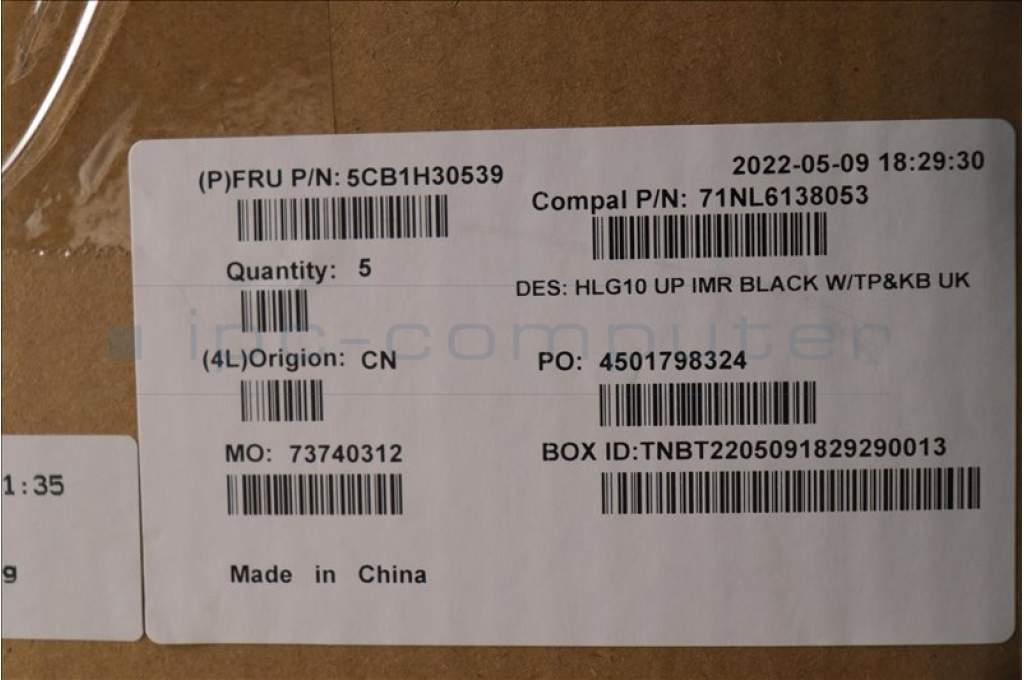 2022-05-09 18:29:30
(P)FRU P/N: 5CB1H30539
Compal P/N: 71NL6138053
Quantity: 5
DES: HLG10 UP IMR BLACK W/TP&KB UK
ipc-computer
(4L)Origion: CN
PO: 4501798324
MO: 73740312
BOX ID:TNBT2205091829290013
Made in China
1:35
g